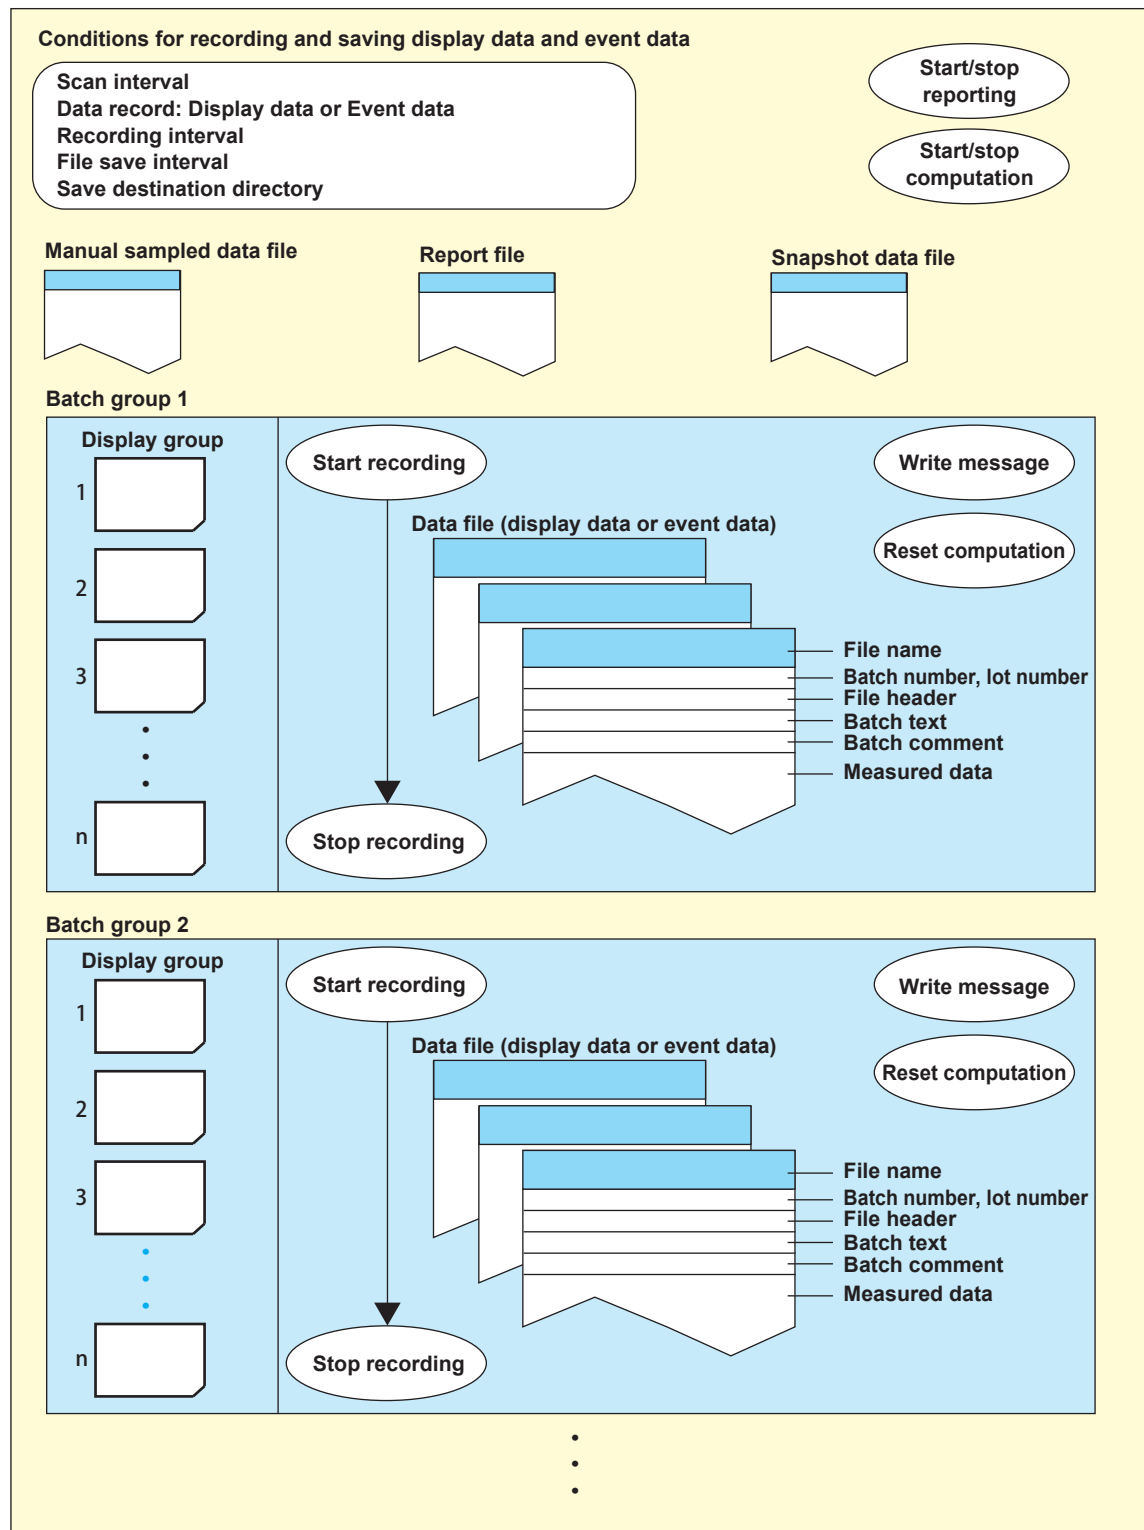 Conditions for recording and saving display data and event data
Scan interval
Data record: Display data or Event data
Recording interval
File save interval
Save destination directory
Start/stop
reporting
Start/stop
computation
Manual sampled data file
Report file
Snapshot data file
Batch group 1
Display group
1
2
3
n
Start recording
Stop recording
Data file (display data or event data)
Write message
Reset computation
File name
Batch number, lot number
File header
Batch text
Batch comment
Measured data
Batch group 2
Display group
1
2
3
n
Start recording
Stop recording
Data file (display data or event data)
Write message
Reset computation
File name
Batch number, lot number
File header
Batch text
Batch comment
Measured data